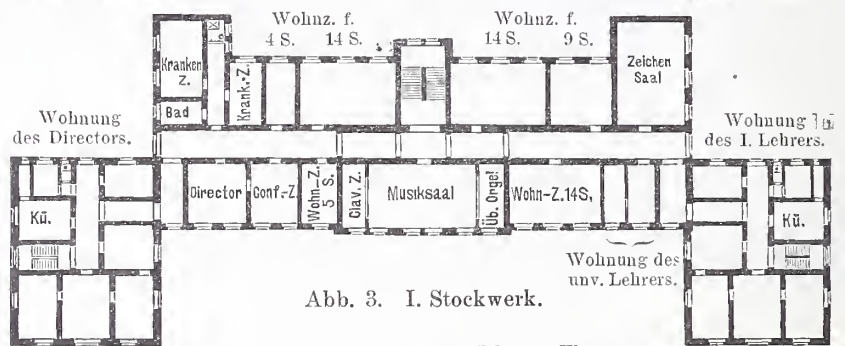 Wohnz. f. Wohnz. f.
4 S. 14 S. 14 S. 9 S.
Kranken Z.
Bad
Krank.-Z.
Zeichen Saal
Wohnung des Directors.
Wohnung des I. Lehrers.
Director
Conf.-Z.
Wohn-Z. 5 S.
Clav. Z.
Musiksaal
Üb. Orgel
Wohn-Z. 14 S.
Kü.
Kü.
Wohnung des unv. Lehrers.
Abb. 3. I. Stockwerk.